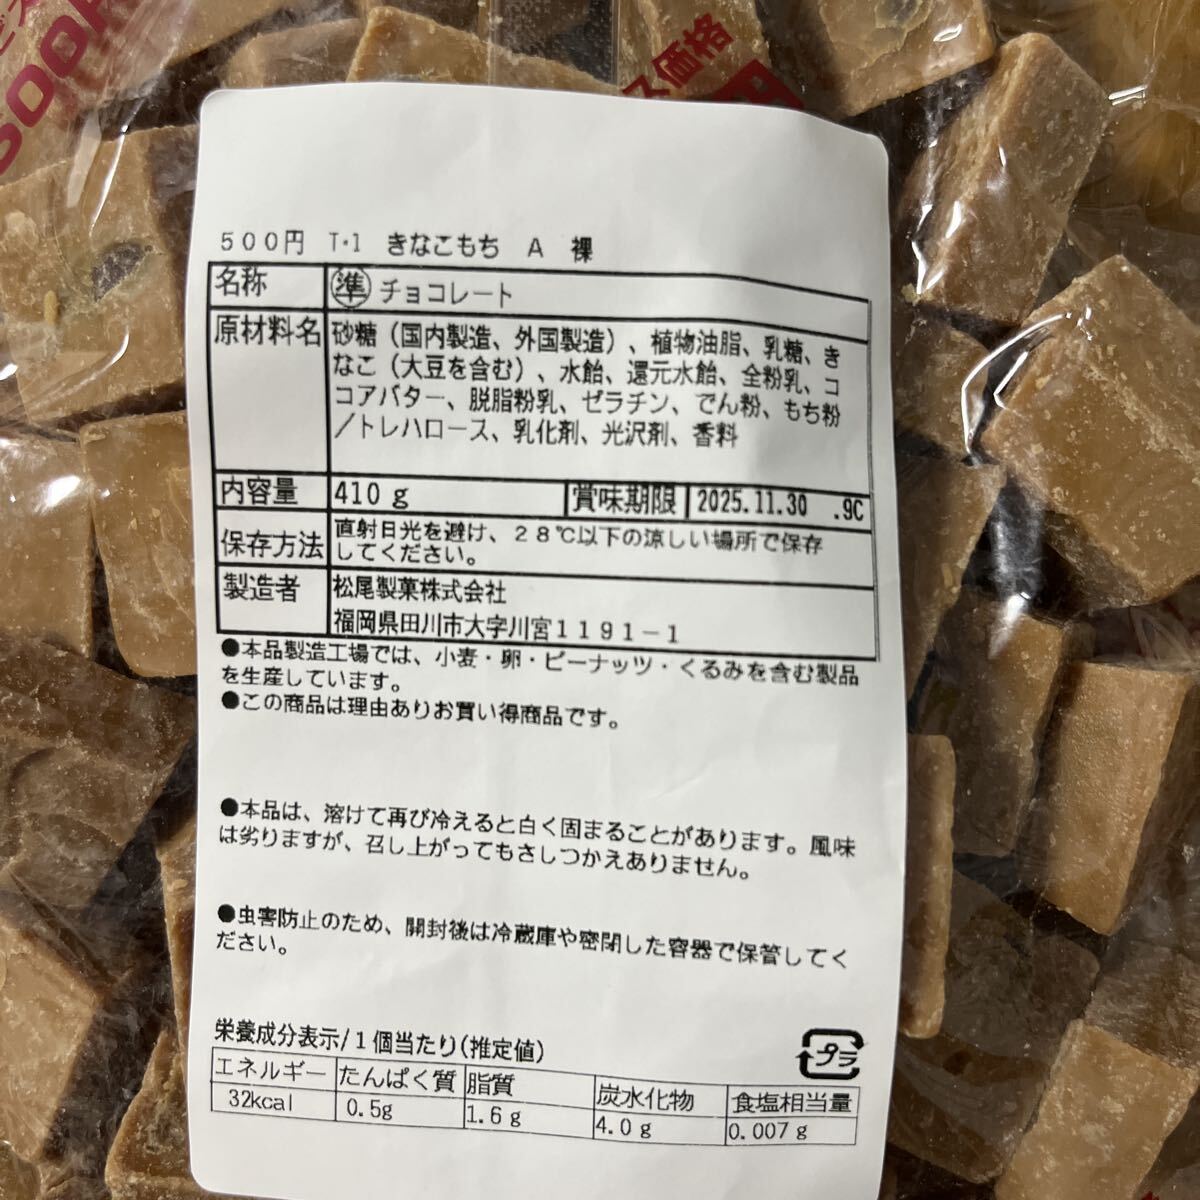 ビス
500円
ス価格
円
５００円 T・1 きなこもち A 裸
名称 ㊜準 チョコレート
原材料名 砂糖（国内製造、外国製造）、植物油脂、乳糖、き
なこ（大豆を含む）、水飴、還元水飴、全粉乳、コ
コアバター、脱脂粉乳、ゼラチン、でん粉、もち粉
／トレハロース、乳化剤、光沢剤、香料
内容量 410ｇ 賞味期限 2025.11.30 .9C
保存方法 直射日光を避け、２８℃以下の涼しい場所で保存
してください。
製造者 松尾製菓株式会社
福岡県田川市大字川宮１１９１－１
●本品製造工場では、小麦・卵・ピーナッツ・くるみを含む製品
を生産しています。
●この商品は理由ありお買い得商品です。
●本品は、溶けて再び冷えると白く固まることがあります。風味
は劣りますが、召し上がってもさしつかえありません。
●虫害防止のため、開封後は冷蔵庫や密閉した容器で保管してく
ださい。
栄養成分表示/１個当たり(推定値)
プラ
エネルギー たんぱく質 脂質 炭水化物 食塩相当量
32kcal 0.5g 1.6ｇ 4.0ｇ 0.007ｇ